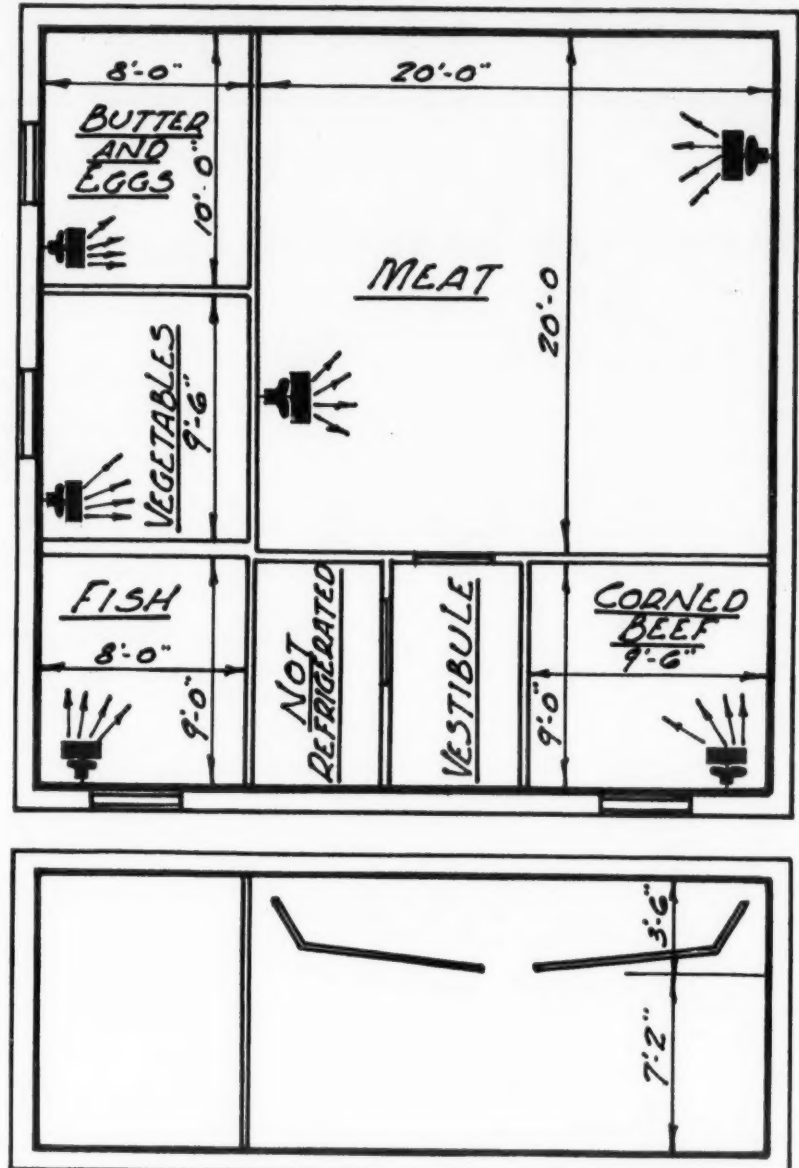 8'-0"
20'-0"
BUTTER
AND
EGGS
10'-0"
MEAT
20'-0
VEGETABLES
9'-6"
FISH
8'-0"
9'-0"
NOT
REFRIGERATED
VESTIBULE
9'-0"
CORNED
BEEF
9'-6"
3'-6"
7'-2"